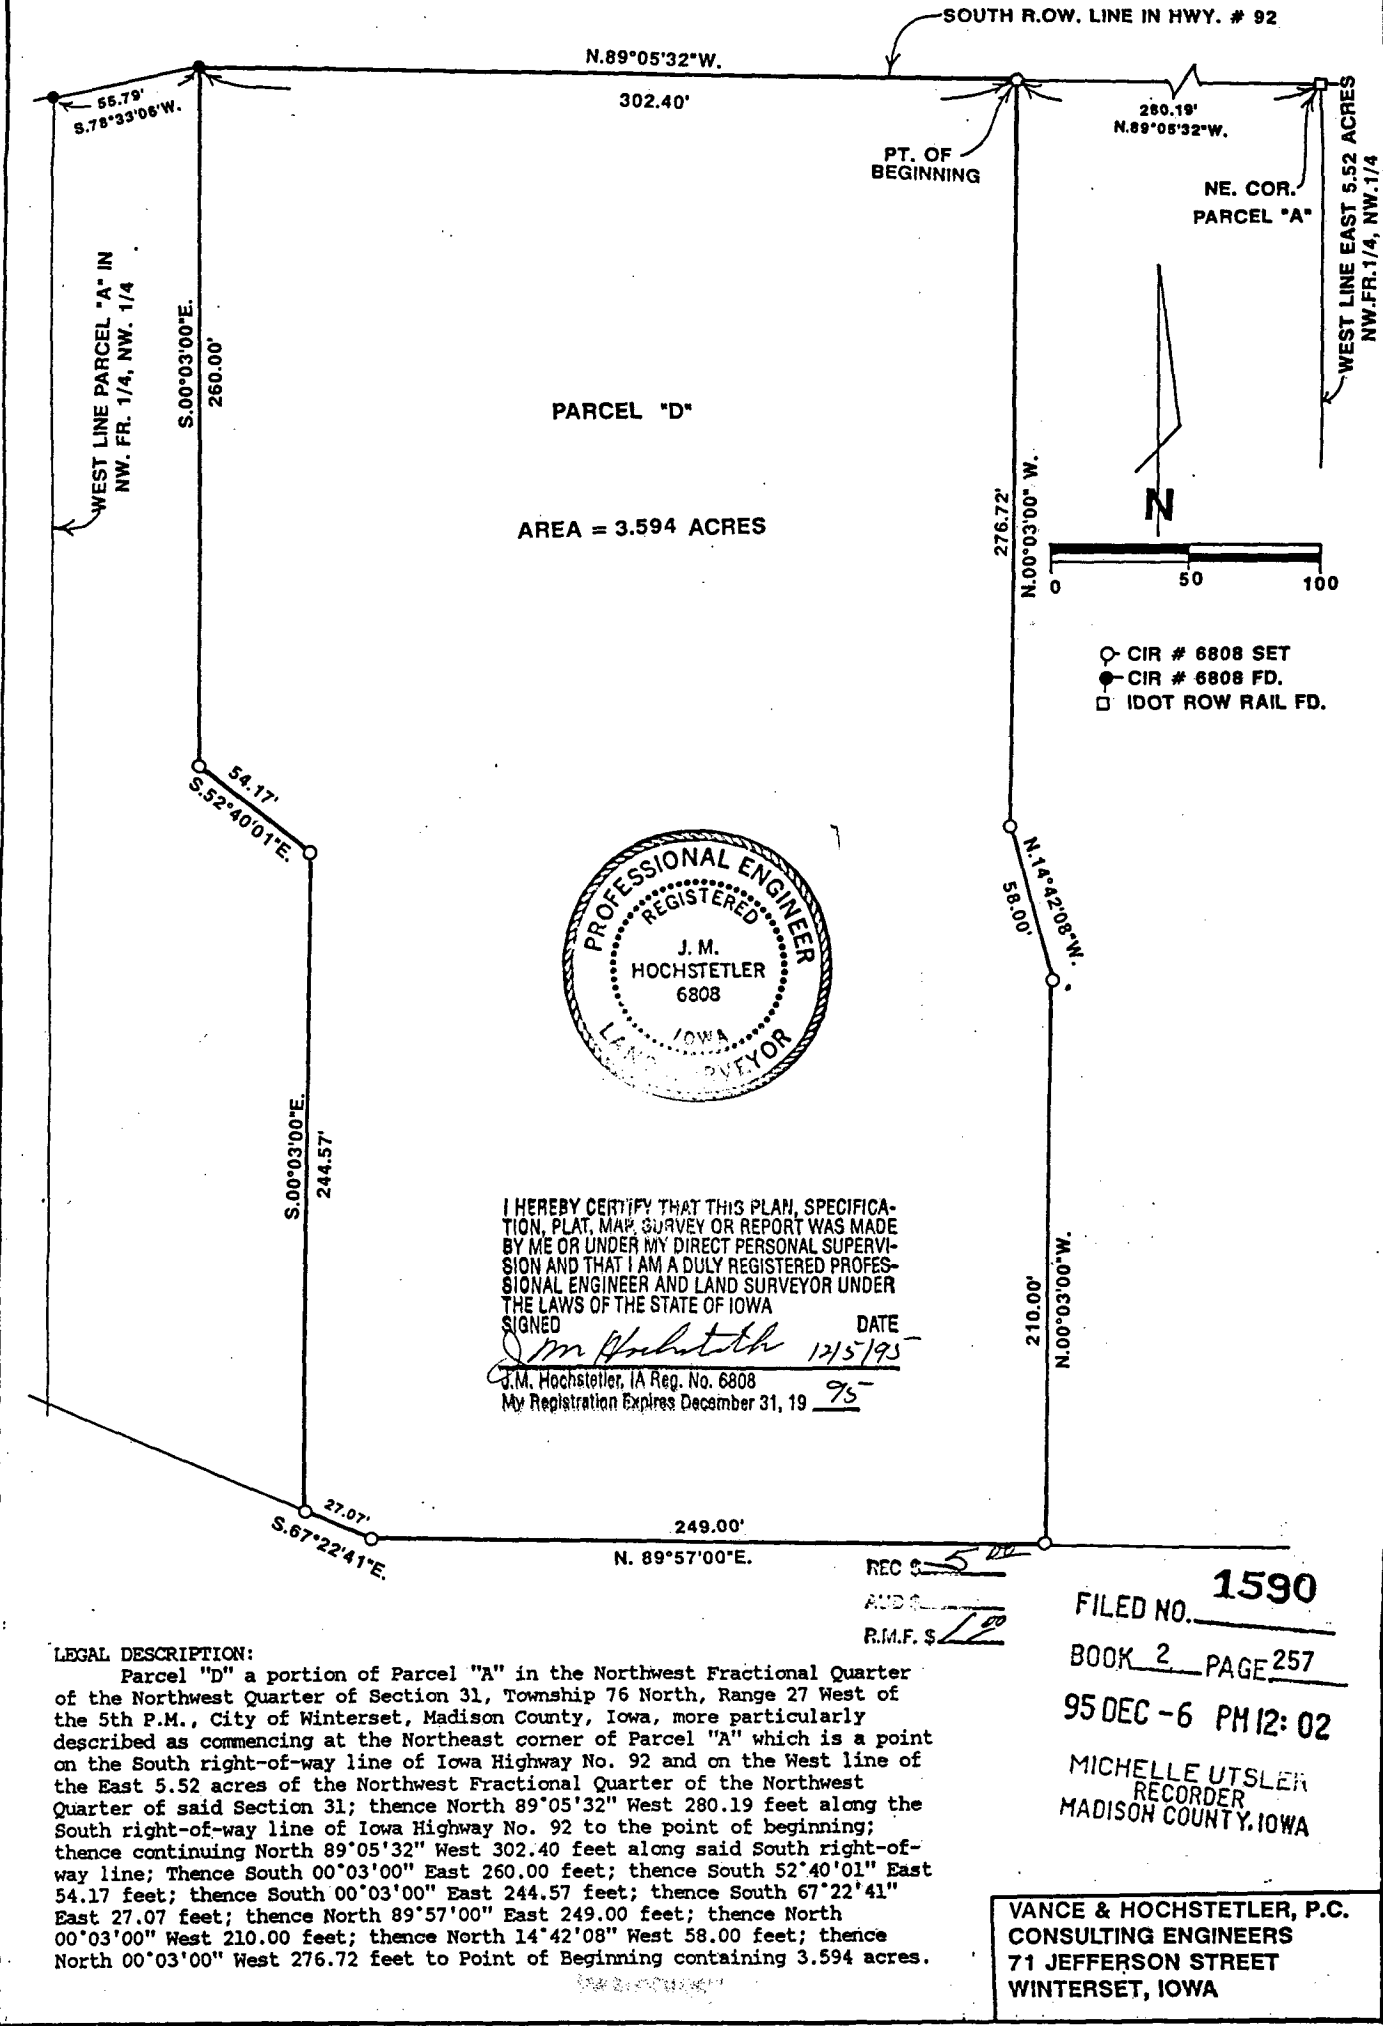 SOUTH R.O.W. LINE IN HWY. # 92
N.89°05'32"W.
302.40'
55.79'
S.78°33'06"W.
280.19'
N.89°05'32"W.
PT. OF
BEGINNING
NE. COR.
PARCEL "A"
WEST LINE EAST 5.52 ACRES
NW.FR.1/4, NW.1/4
WEST LINE PARCEL "A" IN
NW. FR. 1/4, NW. 1/4
S.00°03'00"E.
260.00'
PARCEL "D"
AREA = 3.594 ACRES
276.72'
N.00°03'00" W.
N
0 50 100
CIR # 6808 SET
CIR # 6808 FD.
IDOT ROW RAIL FD.
54.17'
S.52°40'01"E.
N.14°42'08"W.
58.00'
PROFESSIONAL ENGINEER
REGISTERED
J. M.
HOCHSTETLER
6808
IOWA
S.00°03'00"E.
244.57'
I HEREBY CERTIFY THAT THIS PLAN, SPECIFICA-
TION, PLAT, MAP, SURVEY OR REPORT WAS MADE
BY ME OR UNDER MY DIRECT PERSONAL SUPERVI-
SION AND THAT I AM A DULY REGISTERED PROFES-
SIONAL ENGINEER AND LAND SURVEYOR UNDER
THE LAWS OF THE STATE OF IOWA
SIGNED DATE
J M Hochstetler 12/5/95
J.M. Hochstetler, IA Reg. No. 6808
My Registration Expires December 31, 19 95
210.00'
N.00°03'00"W.
27.07'
S.67°22'41"E.
249.00'
N. 89°57'00"E.
REC $ 5 00
AUD $
R.M.F. $ 1 00
FILED NO. 1590
BOOK 2 PAGE 257
95 DEC -6 PM 12: 02
MICHELLE UTSLER
RECORDER
MADISON COUNTY, IOWA
LEGAL DESCRIPTION:
Parcel "D" a portion of Parcel "A" in the Northwest Fractional Quarter
of the Northwest Quarter of Section 31, Township 76 North, Range 27 West of
the 5th P.M., City of Winterset, Madison County, Iowa, more particularly
described as commencing at the Northeast corner of Parcel "A" which is a point
on the South right-of-way line of Iowa Highway No. 92 and on the West line of
the East 5.52 acres of the Northwest Fractional Quarter of the Northwest
Quarter of said Section 31; thence North 89°05'32" West 280.19 feet along the
South right-of-way line of Iowa Highway No. 92 to the point of beginning;
thence continuing North 89°05'32" West 302.40 feet along said South right-of-
way line; Thence South 00°03'00" East 260.00 feet; thence South 52°40'01" East
54.17 feet; thence South 00°03'00" East 244.57 feet; thence South 67°22'41"
East 27.07 feet; thence North 89°57'00" East 249.00 feet; thence North
00°03'00" West 210.00 feet; thence North 14°42'08" West 58.00 feet; thence
North 00°03'00" West 276.72 feet to Point of Beginning containing 3.594 acres.
VANCE & HOCHSTETLER, P.C.
CONSULTING ENGINEERS
71 JEFFERSON STREET
WINTERSET, IOWA